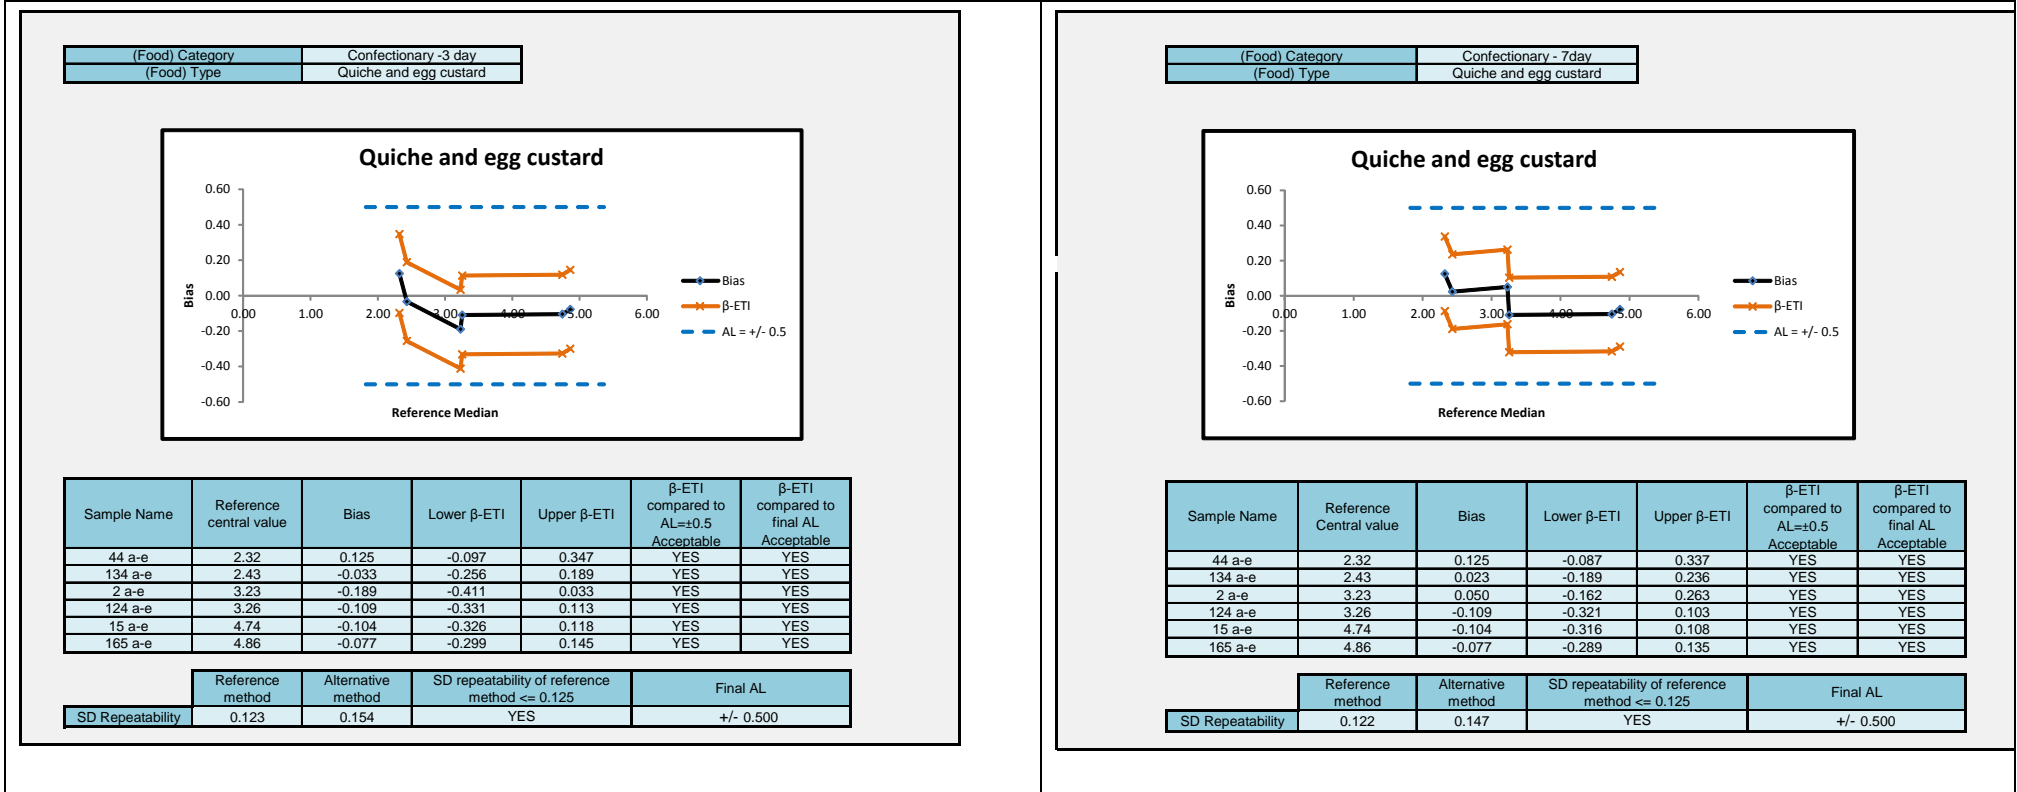 (Food) Category Confectionary -3 day
(Food) Type Quiche and egg custard
Quiche and egg custard
0.60
0.40
0.20
0.00
-0.20
-0.40
-0.60
0.00 1.00 2.00 3.00 4.00 5.00 6.00
Bias
Reference Median
Bias
β-ETI
AL = +/- 0.5
Sample Name Reference central value Bias Lower β-ETI Upper β-ETI β-ETI compared to AL=±0.5 Acceptable β-ETI compared to final AL Acceptable
44 a-e 2.32 0.125 -0.097 0.347 YES YES
134 a-e 2.43 -0.033 -0.256 0.189 YES YES
2 a-e 3.23 -0.189 -0.411 0.033 YES YES
124 a-e 3.26 -0.109 -0.331 0.113 YES YES
15 a-e 4.74 -0.104 -0.326 0.118 YES YES
165 a-e 4.86 -0.077 -0.299 0.145 YES YES
Reference method Alternative method SD repeatability of reference method <= 0.125 Final AL
SD Repeatability 0.123 0.154 YES +/- 0.500
(Food) Category Confectionary - 7day
(Food) Type Quiche and egg custard
Quiche and egg custard
0.60
0.40
0.20
0.00
-0.20
-0.40
-0.60
0.00 1.00 2.00 3.00 4.00 5.00 6.00
Bias
Reference Median
Bias
β-ETI
AL = +/- 0.5
Sample Name Reference Central value Bias Lower β-ETI Upper β-ETI β-ETI compared to AL=±0.5 Acceptable β-ETI compared to final AL Acceptable
44 a-e 2.32 0.125 -0.087 0.337 YES YES
134 a-e 2.43 0.023 -0.189 0.236 YES YES
2 a-e 3.23 0.050 -0.162 0.263 YES YES
124 a-e 3.26 -0.109 -0.321 0.103 YES YES
15 a-e 4.74 -0.104 -0.316 0.108 YES YES
165 a-e 4.86 -0.077 -0.289 0.135 YES YES
Reference method Alternative method SD repeatability of reference method <= 0.125 Final AL
SD Repeatability 0.122 0.147 YES +/- 0.500